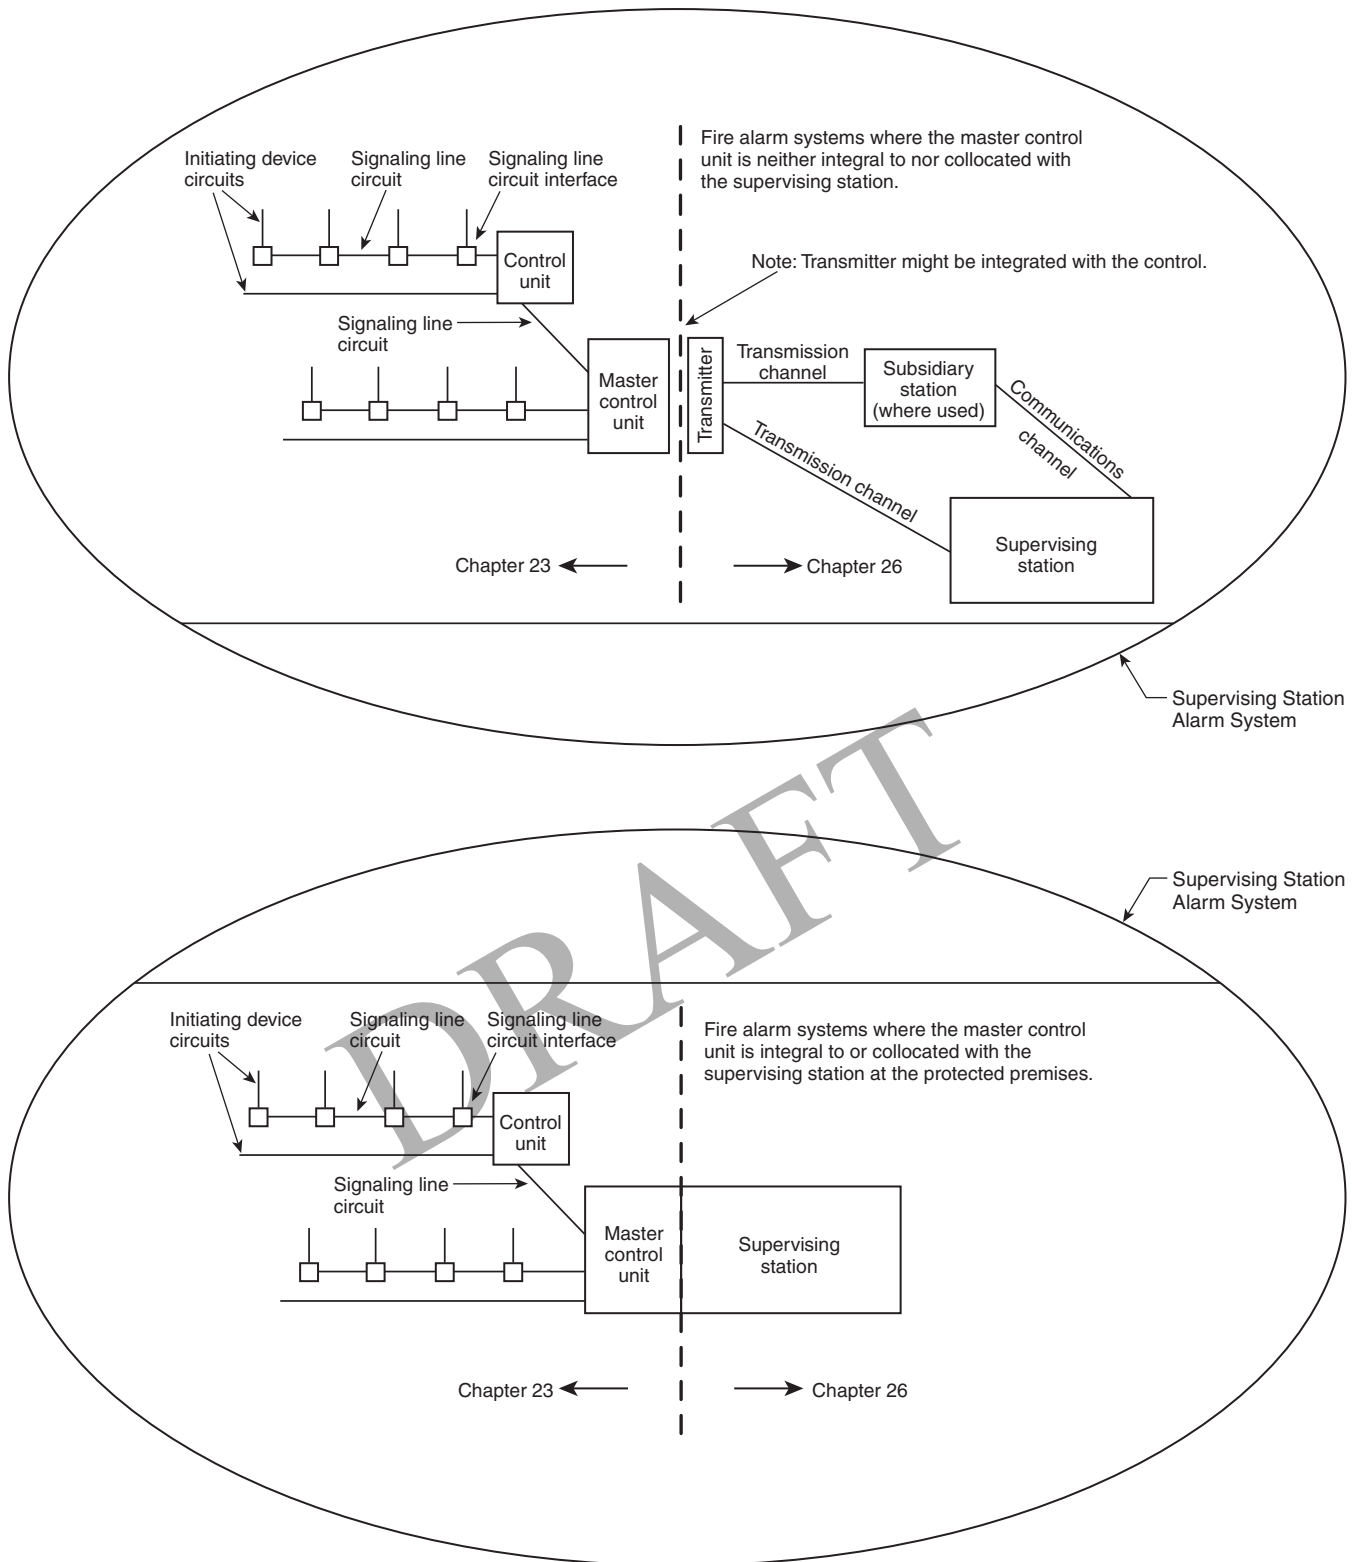 Fire alarm systems where the master control
unit is neither integral to nor collocated with
the supervising station.
Initiating device
circuits
Signaling line
circuit
Signaling line
circuit interface
Control
unit
Note: Transmitter might be integrated with the control.
Signaling line
circuit
Master
control
unit
Transmitter
Transmission
channel
Subsidiary
station
(where used)
Communications
channel
Transmission channel
Supervising
station
Chapter 23
Chapter 26
Supervising Station
Alarm System
DRAFT
Supervising Station
Alarm System
Initiating device
circuits
Signaling line
circuit
Signaling line
circuit interface
Fire alarm systems where the master control
unit is integral to or collocated with the
supervising station at the protected premises.
Control
unit
Signaling line
circuit
Master
control
unit
Supervising
station
Chapter 23
Chapter 26